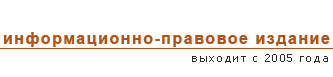 информационно-правовое издание
выходит с 2005 года